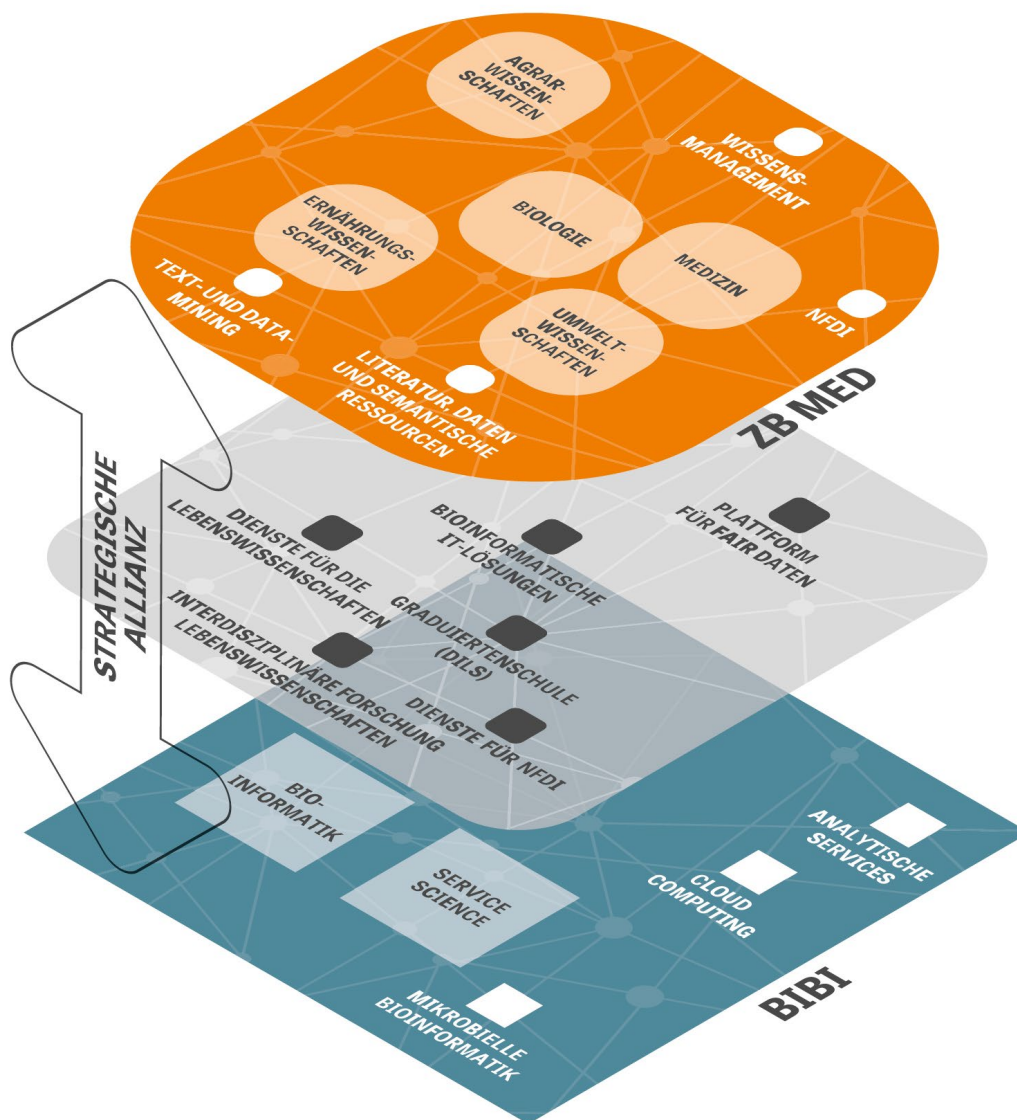 AGRAR-
WISSEN-
SCHAFTEN
WISSENS-
MANAGEMENT
ERNÄHRUNGS-
WISSEN-
SCHAFTEN
BIOLOGIE
MEDIZIN
TEXT- UND DATA-
MINING
UMWELT-
WISSEN-
SCHAFTEN
NFDI
LITERATUR, DATEN
UND SEMANTISCHE
RESSOURCEN
ZB MED
STRATEGISCHE
ALLIANZ
DIENSTE FÜR DIE
LEBENSWISSENSCHAFTEN
BIOINFORMATISCHE
IT-LÖSUNGEN
PLATTFORM
FÜR FAIR DATEN
INTERDISZIPLINÄRE FORSCHUNG
LEBENSWISSENSCHAFTEN
GRADUIERTENSCHULE
(DILS)
DIENSTE FÜR NFDI
BIO-
INFORMATIK
SERVICE
SCIENCE
ANALYTISCHE
SERVICES
CLOUD
COMPUTING
MIKROBIELLE
BIOINFORMATIK
BIBI